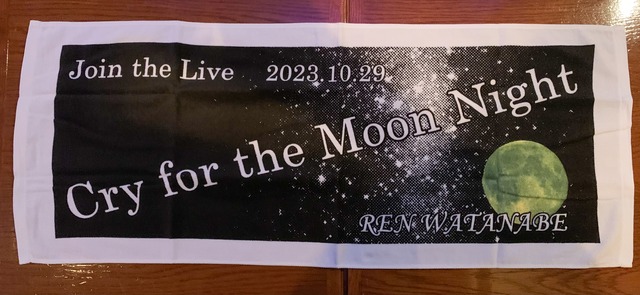 Join the Live 2023.10.29
Cry for the Moon Night
REN WATANABE